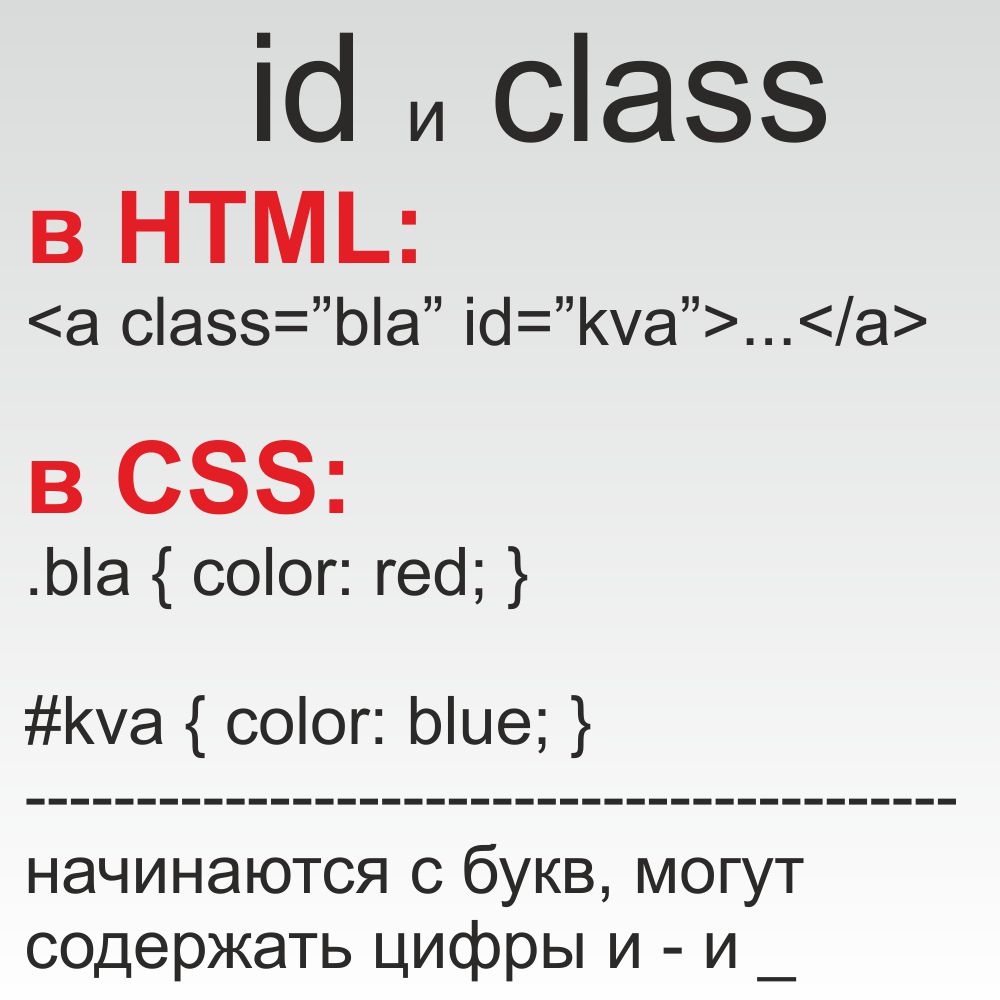 id и class
в HTML:
<a class=”bla” id=”kva”>...</a>
в CSS:
.bla { color: red; }
#kva { color: blue; }
------------------------------------------
начинаются с букв, могут
содержать цифры и - и _